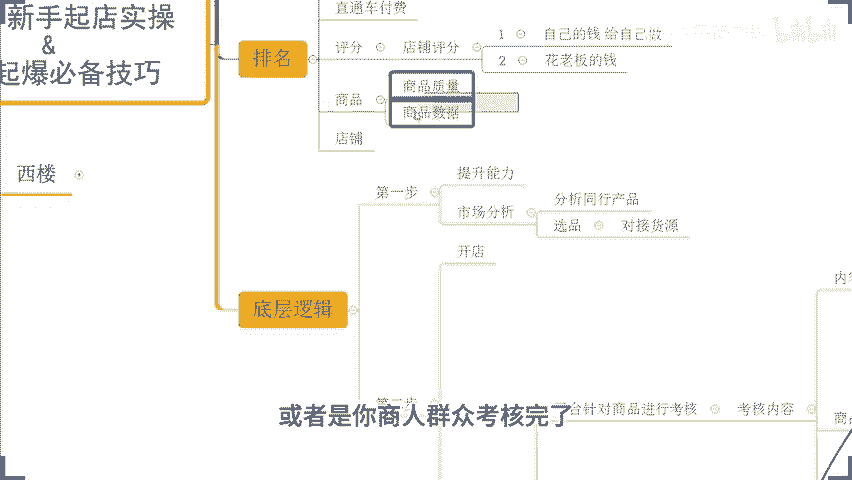 新手起店实操
&
起爆必备技巧
西楼
排名
直通车付费
评分
店铺评分
1
自己的钱 给自己做
2
花老板的钱
商品
商品质量
商品数据
店铺
底层逻辑
第一步
提升能力
市场分析
分析同行产品
选品
对接货源
开店
第二步
台针对商品进行考核
考核内容
内容
商品
或者是你商人群众考核完了
bilibili